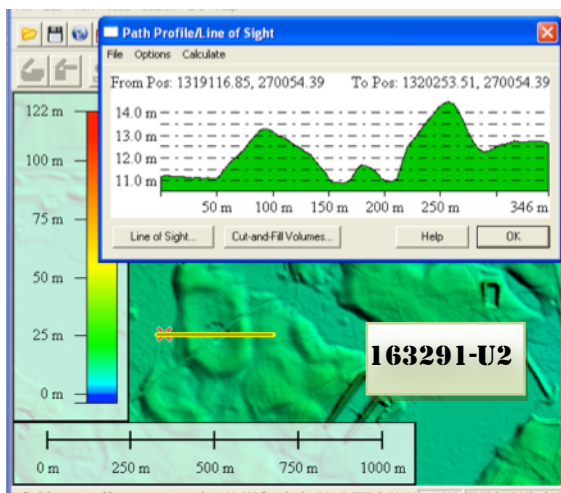 Path Profile/Line of Sight
File Options Calculate
From Pos: 1319116.85, 270054.39 To Pos: 1320253.51, 270054.39
14.0 m
13.0 m
12.0 m
11.0 m
50 m 100 m 150 m 200 m 250 m 346 m
Line of Sight... Cut-and-Fill Volumes... Help OK
122 m
100 m
75 m
50 m
25 m
0 m
163291-U2
0 m 250 m 500 m 750 m 1000 m